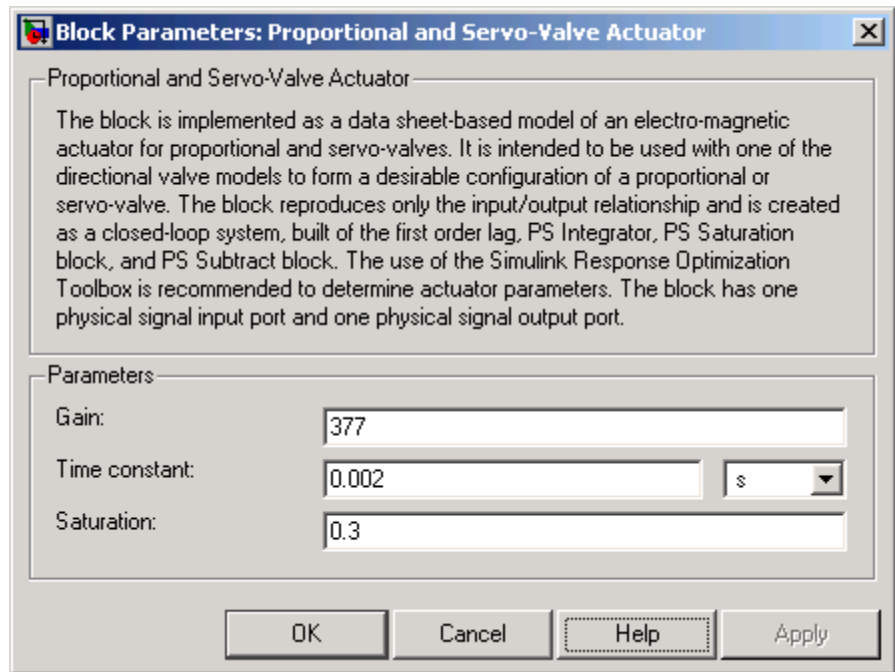 Block Parameters: Proportional and Servo-Valve Actuator
Proportional and Servo-Valve Actuator
The block is implemented as a data sheet-based model of an electro-magnetic
actuator for proportional and servo-valves. It is intended to be used with one of the
directional valve models to form a desirable configuration of a proportional or
servo-valve. The block reproduces only the input/output relationship and is created
as a closed-loop system, built of the first order lag, PS Integrator, PS Saturation
block, and PS Subtract block. The use of the Simulink Response Optimization
Toolbox is recommended to determine actuator parameters. The block has one
physical signal input port and one physical signal output port.
Parameters
Gain: 377
Time constant: 0.002 s
Saturation: 0.3
OK Cancel Help Apply